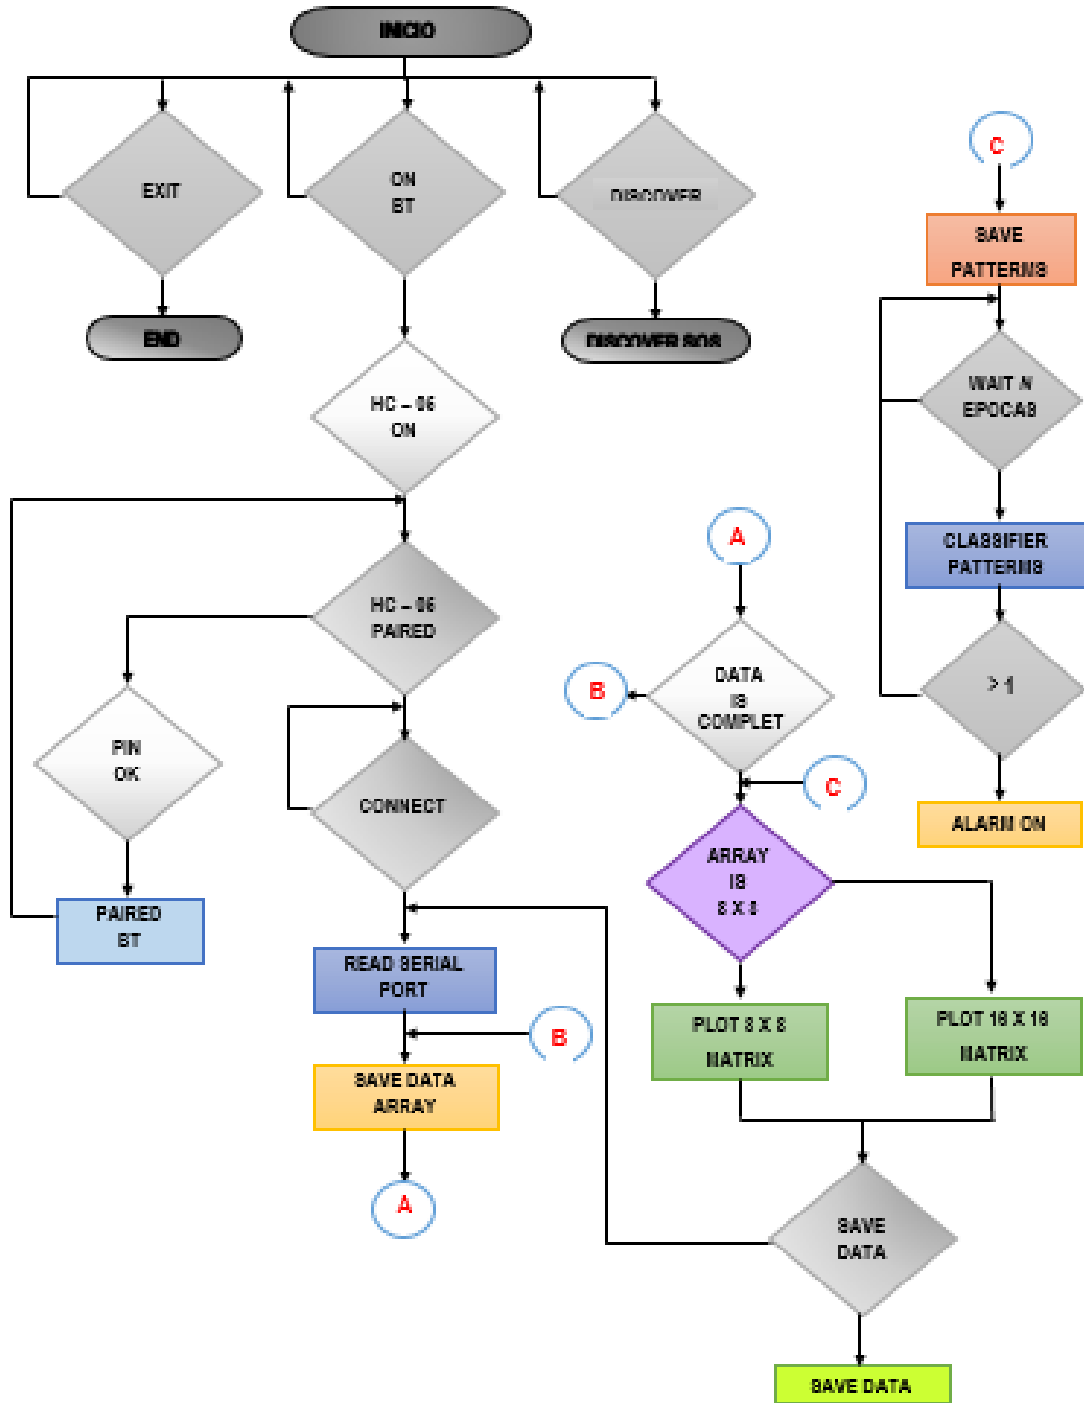 INICIO
EXIT
ON
BT
DISCOVER
END
DISCOVER SOS
HC – 06
ON
HC – 06
PAIRED
PIN
OK
PAIRED
BT
CONNECT
READ SERIAL
PORT
B
SAVE DATA
ARRAY
A
A
DATA
IS
COMPLET
B
C
ARRAY
IS
8 X 8
PLOT 8 X 8
MATRIX
PLOT 16 X 16
MATRIX
SAVE
DATA
SAVE DATA
C
SAVE
PATTERNS
WAIT N
EPOCAS
CLASSIFIER
PATTERNS
> 1
ALARM ON